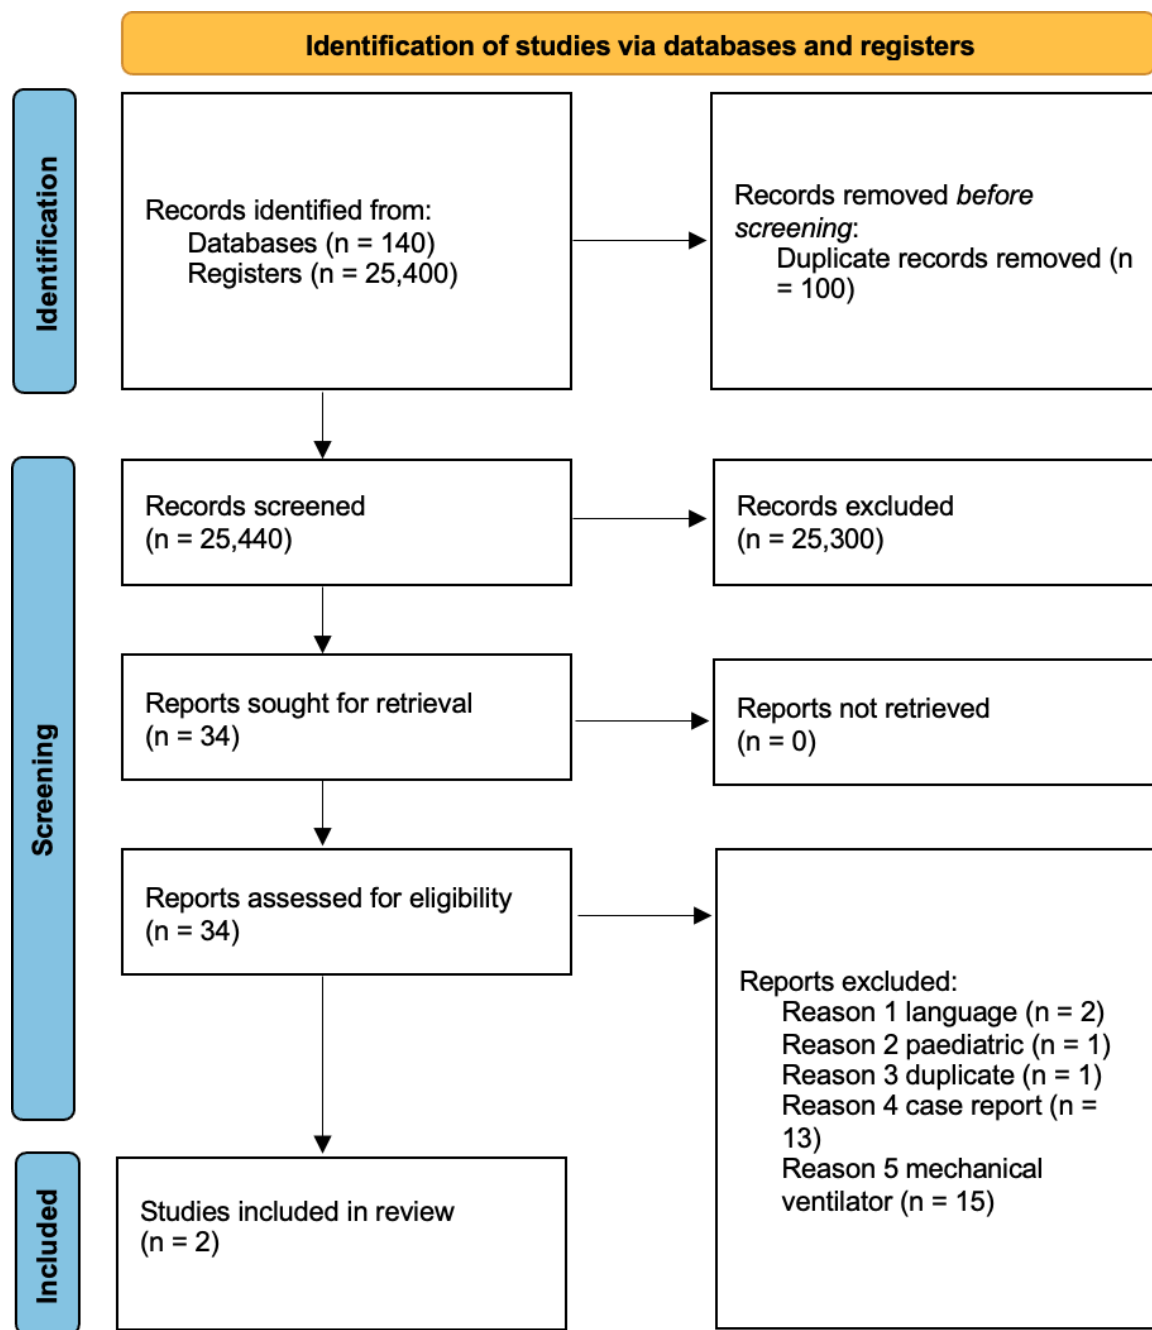 Identification of studies via databases and registers
Identification
Records identified from:
Databases (n = 140)
Registers (n = 25,400)
Records removed before
screening:
Duplicate records removed (n
= 100)
Screening
Records screened
(n = 25,440)
Records excluded
(n = 25,300)
Reports sought for retrieval
(n = 34)
Reports not retrieved
(n = 0)
Reports assessed for eligibility
(n = 34)
Reports excluded:
Reason 1 language (n = 2)
Reason 2 paediatric (n = 1)
Reason 3 duplicate (n = 1)
Reason 4 case report (n =
13)
Reason 5 mechanical
ventilator (n = 15)
Included
Studies included in review
(n = 2)